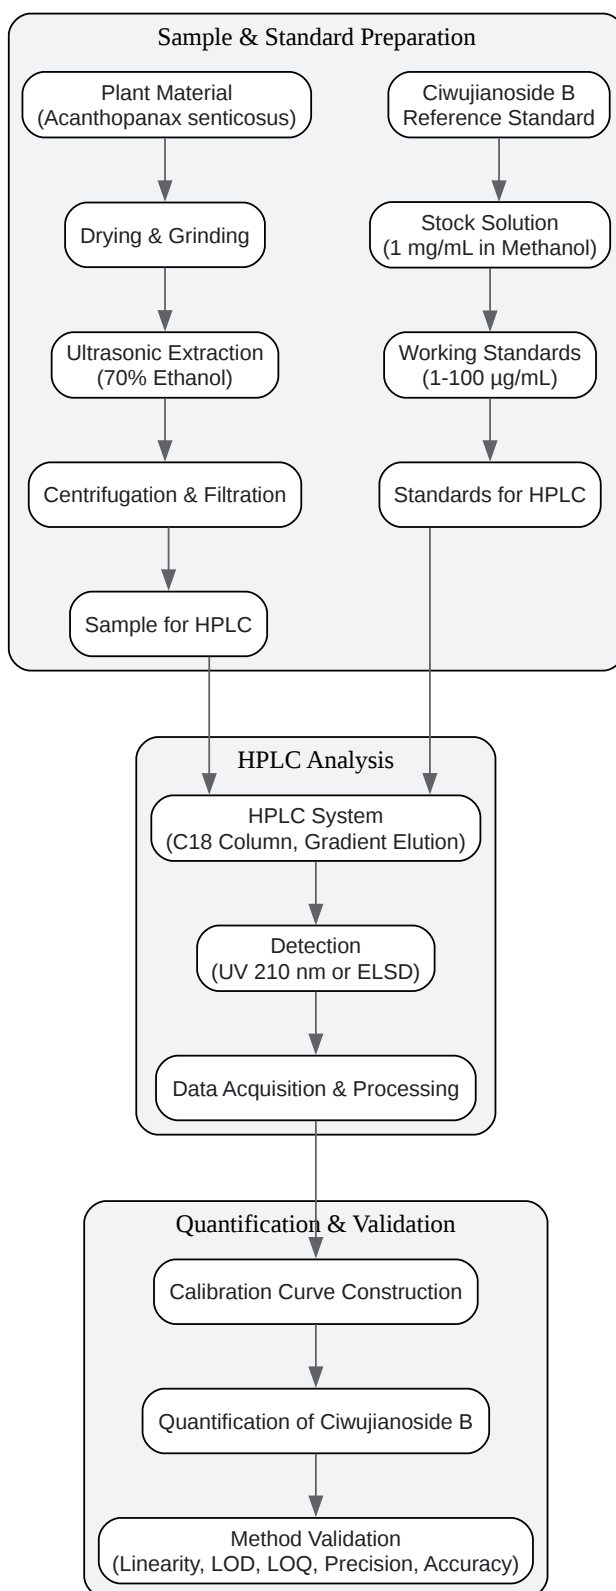 Sample & Standard Preparation
Plant Material
(Acanthopanax senticosus)
Drying & Grinding
Ultrasonic Extraction
(70% Ethanol)
Centrifugation & Filtration
Sample for HPLC
Ciwujianoside B
Reference Standard
Stock Solution
(1 mg/mL in Methanol)
Working Standards
(1-100 µg/mL)
Standards for HPLC
HPLC Analysis
HPLC System
(C18 Column, Gradient Elution)
Detection
(UV 210 nm or ELSD)
Data Acquisition & Processing
Quantification & Validation
Calibration Curve Construction
Quantification of Ciwujianoside B
Method Validation
(Linearity, LOD, LOQ, Precision, Accuracy)